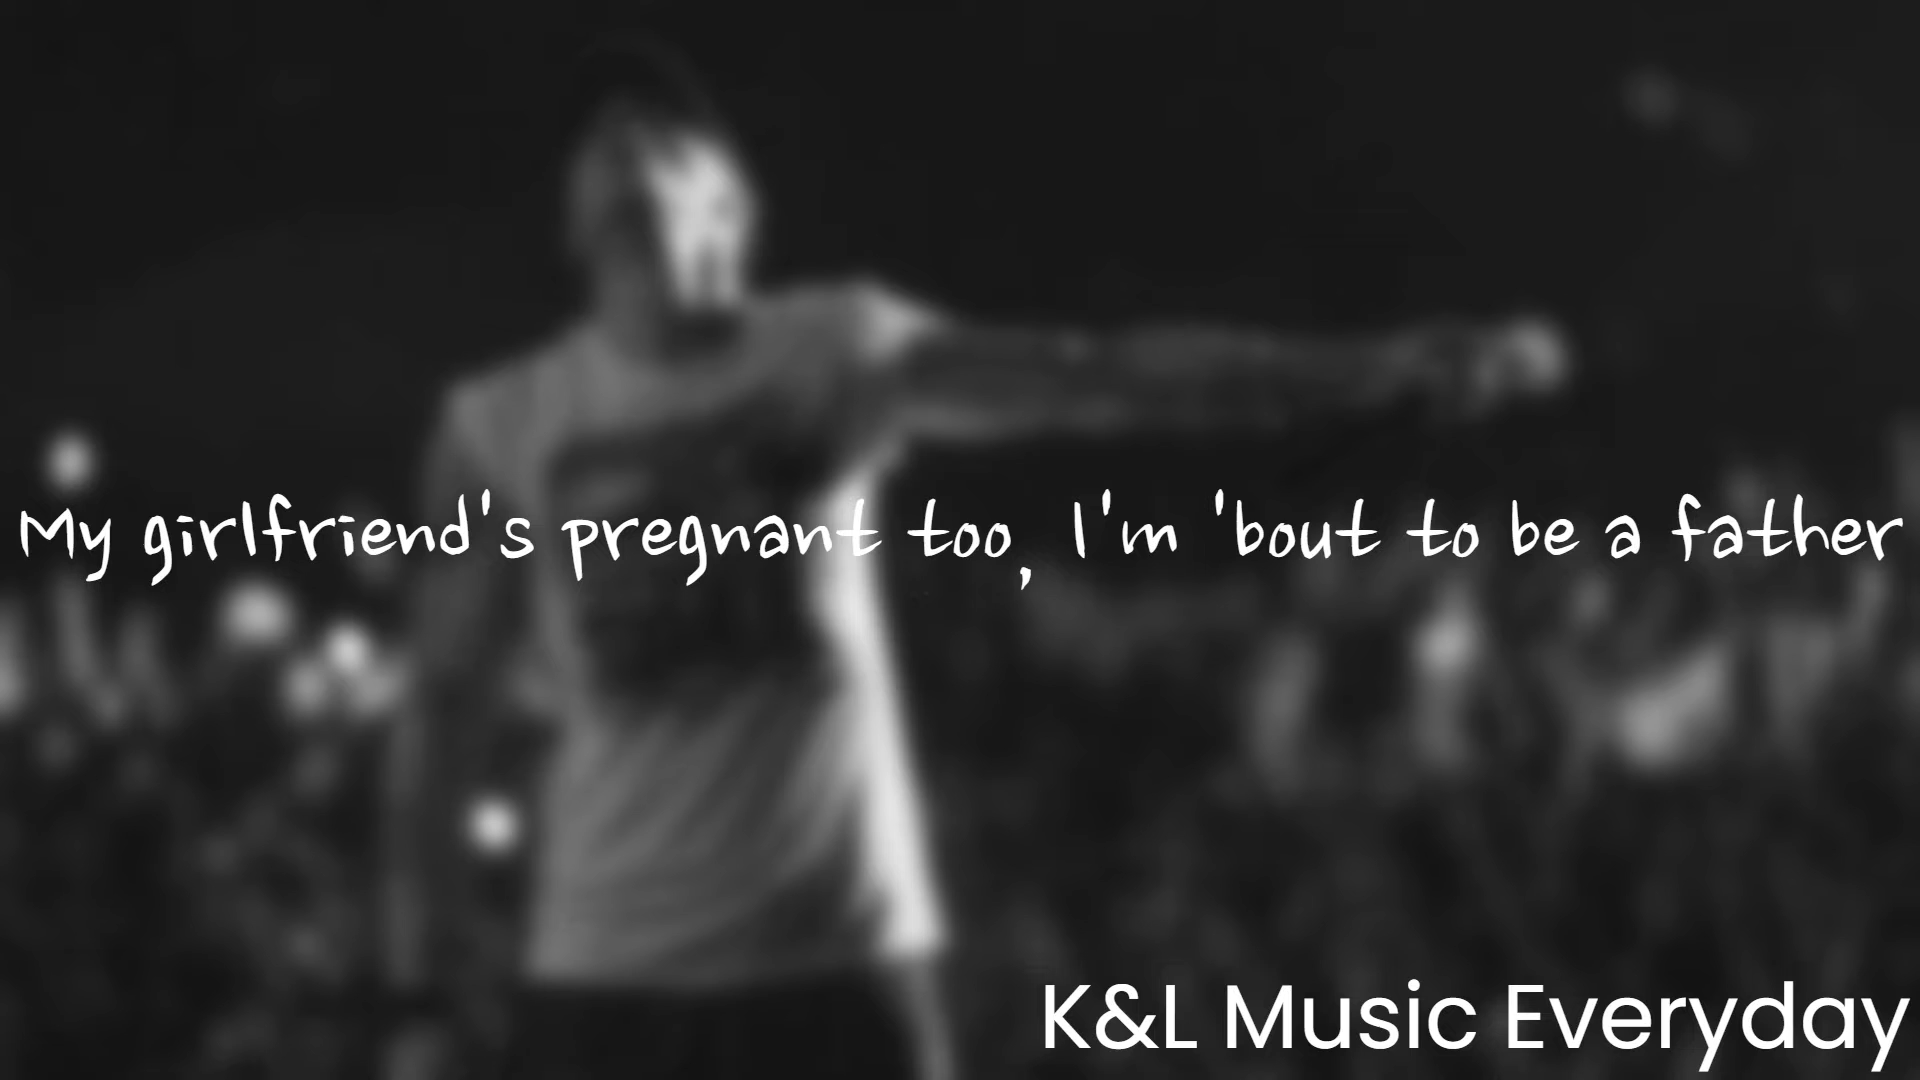 My girlfriend's pregnant too, I'm 'bout to be a father
K&L Music Everyday